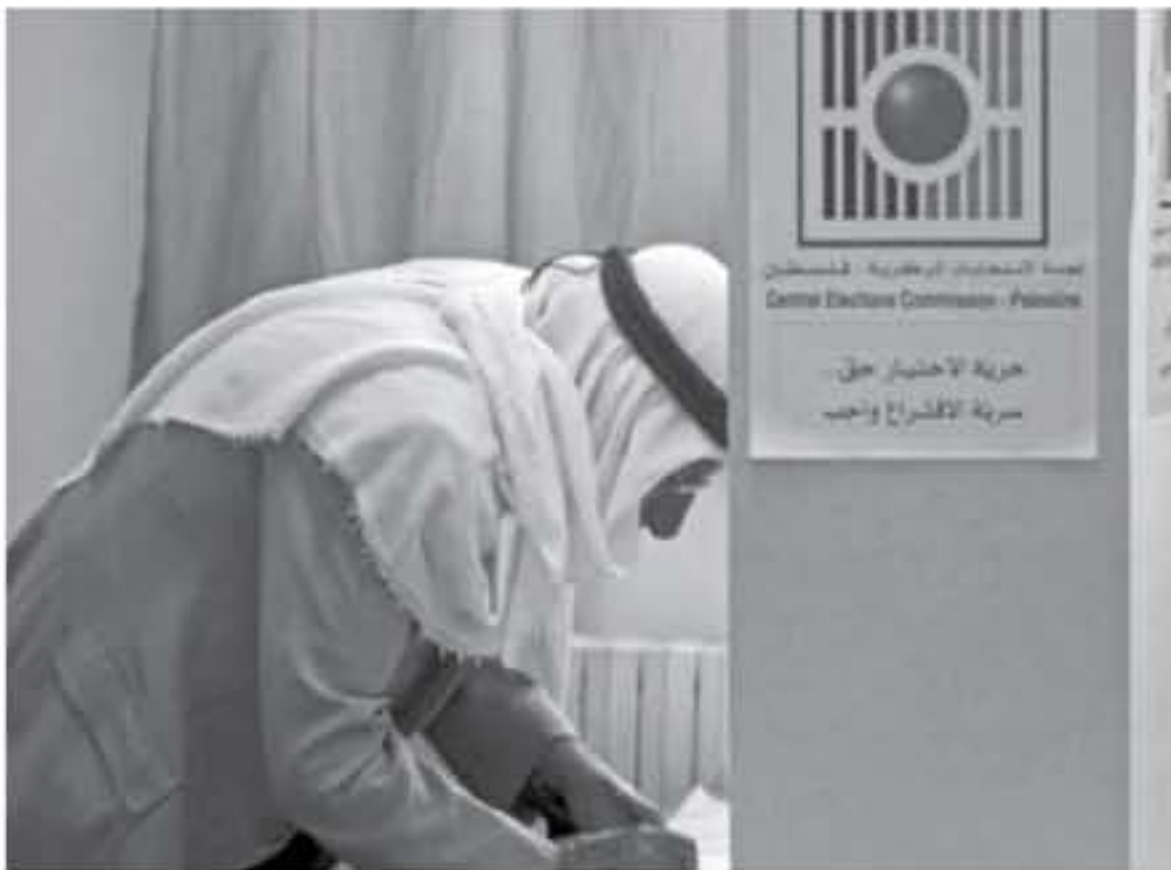 لجنة الانتخابات المركزية - فلسطين
Central Elections Commission - Palestine
حرية الاختيار حق..
سرية الاقتراع واجب